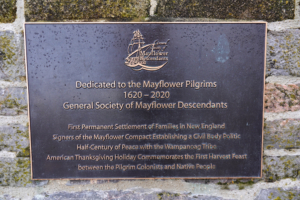 Mayflower
Descendants
Dedicated to the Mayflower Pilgrims
1620 – 2020
General Society of Mayflower Descendants
First Permanent Settlement of Families in New England
Signers of the Mayflower Compact Establishing a Civil Body Politic
Half-Century of Peace with the Wampanoag Tribe
American Thanksgiving Holiday Commemorates the First Harvest Feast
between the Pilgrim Colonists and Native People